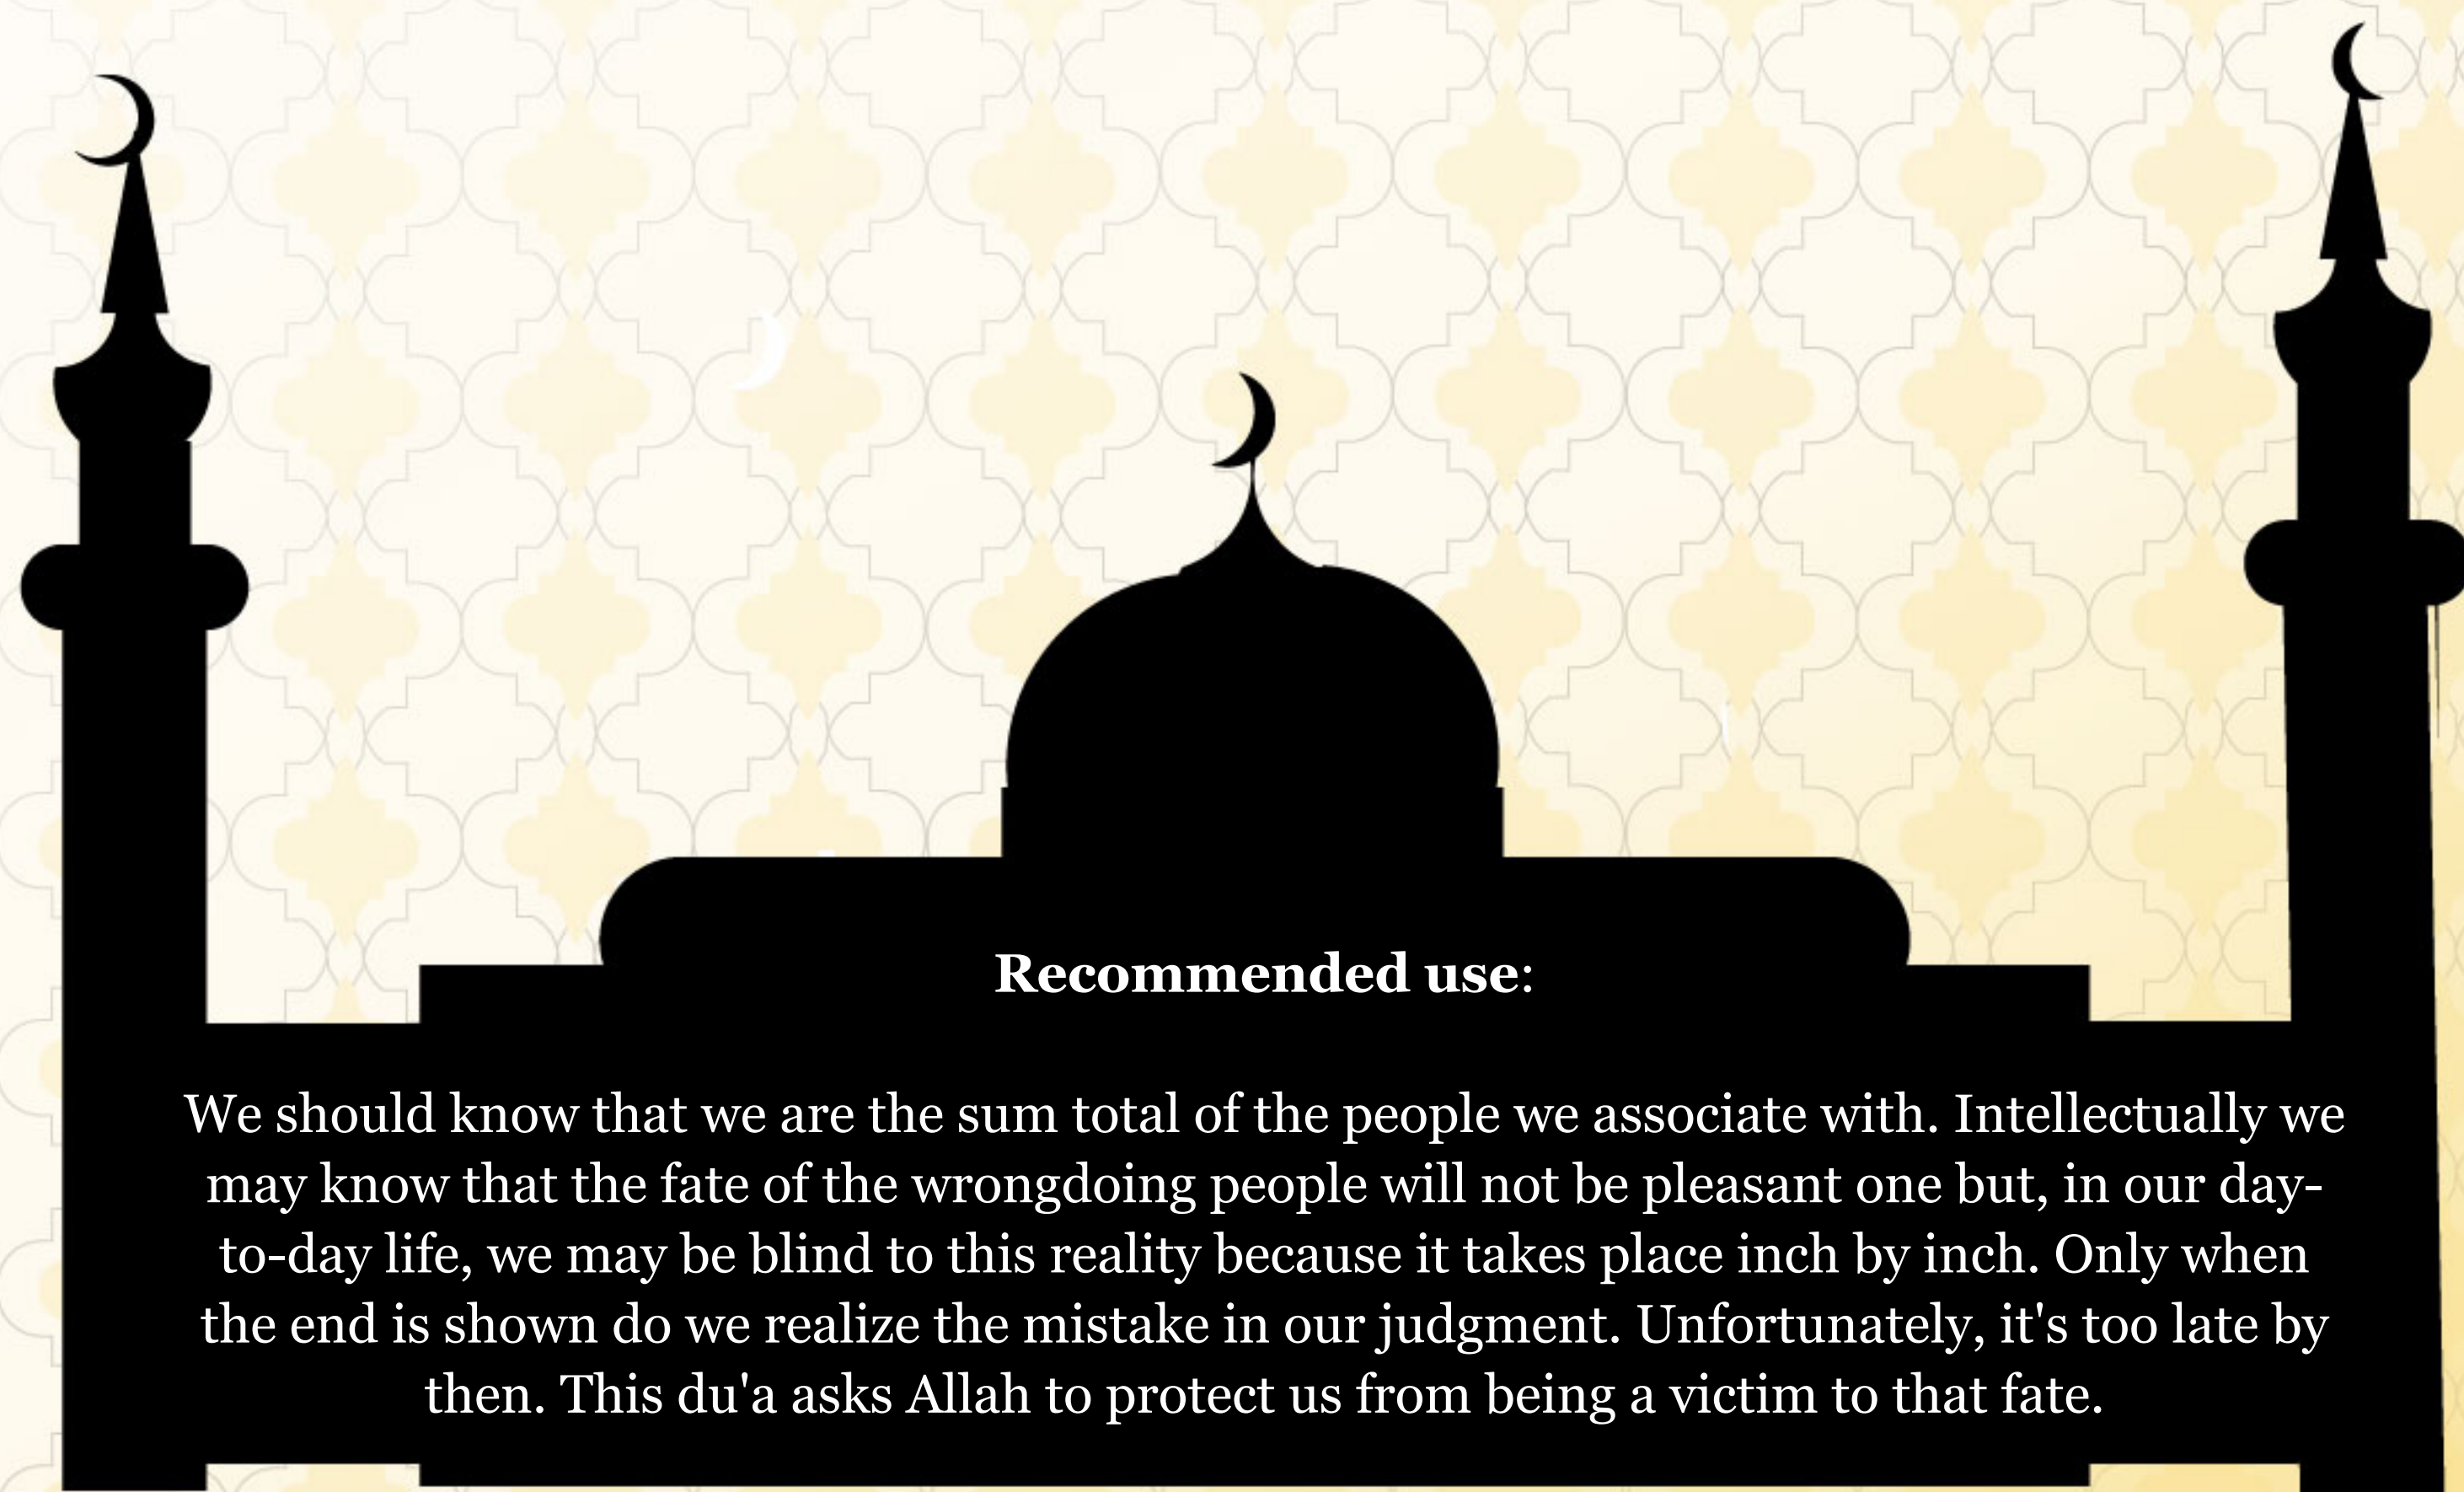 Recommended use:
We should know that we are the sum total of the people we associate with. Intellectually we
may know that the fate of the wrongdoing people will not be pleasant one but, in our day-
to-day life, we may be blind to this reality because it takes place inch by inch. Only when
the end is shown do we realize the mistake in our judgment. Unfortunately, it's too late by
then. This du'a asks Allah to protect us from being a victim to that fate.